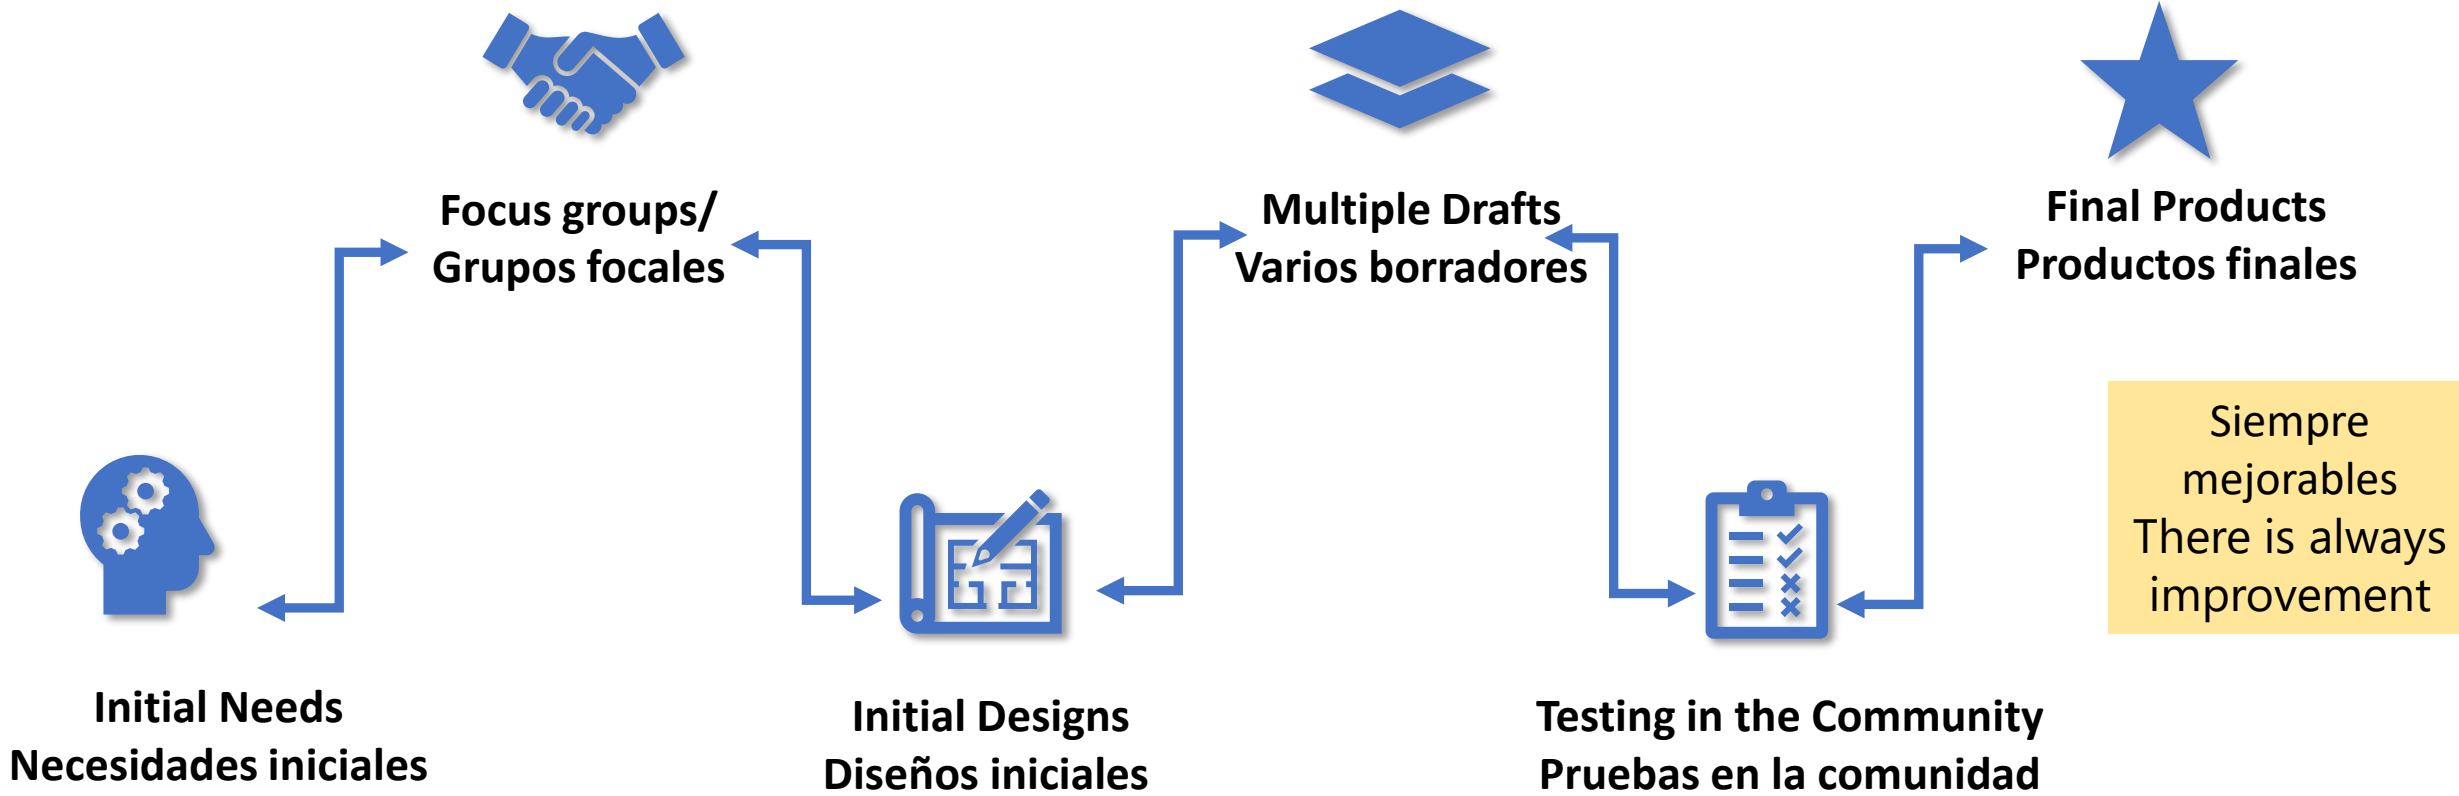 Focus groups/
Grupos focales
Multiple Drafts
Varios borradores
Final Products
Productos finales
Siempre
mejorables
There is always
improvement
Initial Needs
Necesidades iniciales
Initial Designs
Diseños iniciales
Testing in the Community
Pruebas en la comunidad